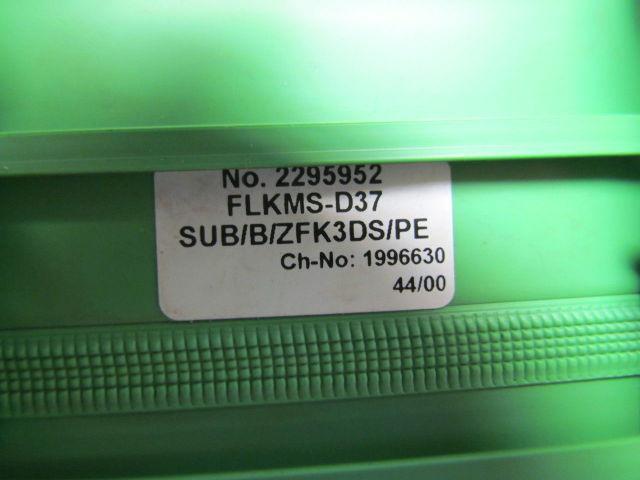 No. 2295952
FLKMS-D37
SUB/B/ZFK3DS/PE
Ch-No: 1996630
44/00